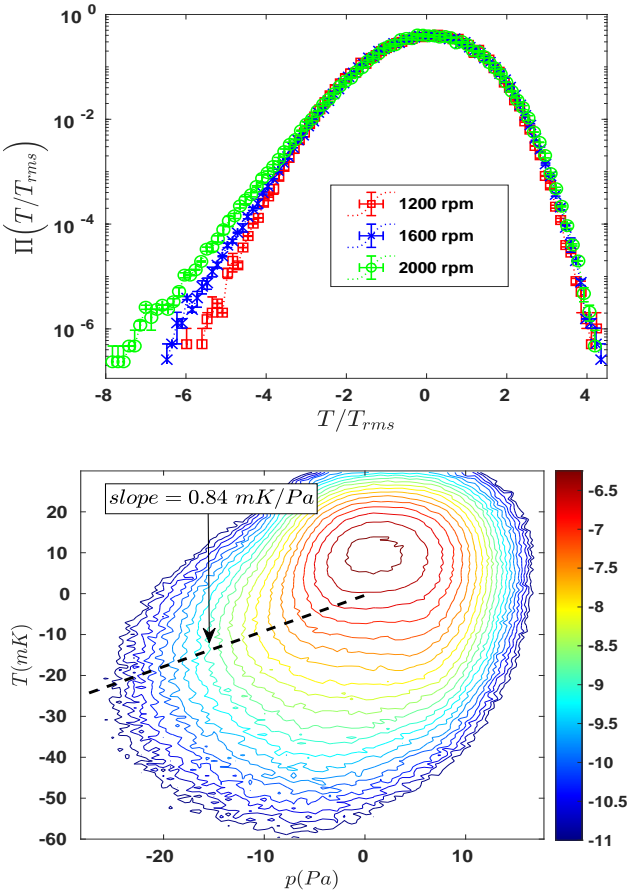 10^0
10^-2
10^-4
10^-6
Π(T/T_rms)
1200 rpm
1600 rpm
2000 rpm
-8 -6 -4 -2 0 2 4
T/T_rms
slope = 0.84 mK/Pa
20
10
0
-10
-20
-30
-40
-50
-60
T(mK)
-20 -10 0 10
p(Pa)
-6.5
-7
-7.5
-8
-8.5
-9
-9.5
-10
-10.5
-11